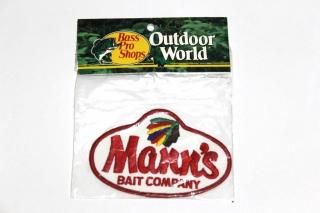 Bass
Pro
Shops
Outdoor
World
Mann's
BAIT COMPANY